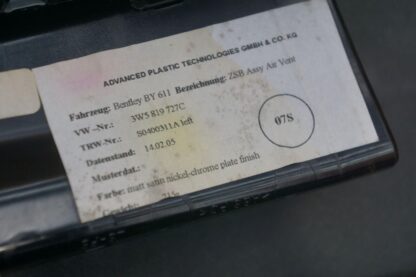 ADVANCED PLASTIC TECHNOLOGIES GMBH & CO. KG
Fahrzeug: Bentley BY 611 Bezeichnung: ZSB Assy Air Vent
VW -Nr.: 3W5 819 727C
TRW-Nr.: S0400311A left
Datenstand: 14.02.05
Musterdat.:
Farbe: matt satin nickel-chrome plate finish
07S